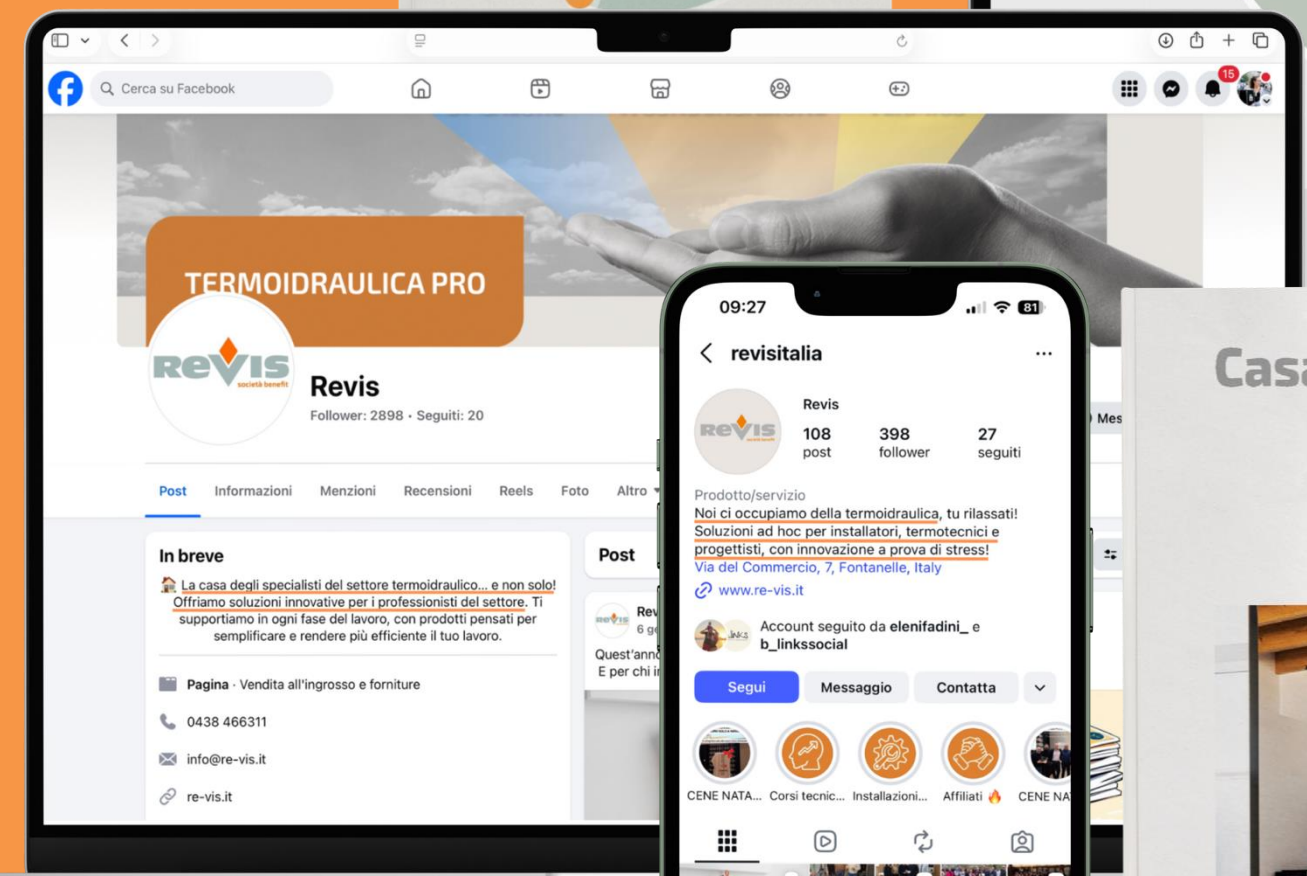 Cerca su Facebook
15
TERMOIDRAULICA PRO
REVIS
società benefit
Revis
Follower: 2898 · Seguiti: 20
Mes
Post Informazioni Menzioni Recensioni Reels Foto Altro
In breve
🏠 La casa degli specialisti del settore termoidraulico... e non solo!
Offriamo soluzioni innovative per i professionisti del settore. Ti
supportiamo in ogni fase del lavoro, con prodotti pensati per
semplificare e rendere più efficiente il tuo lavoro.
Pagina · Vendita all'ingrosso e forniture
0438 466311
info@re-vis.it
re-vis.it
Post
Rev
6 ge
Quest'anno
E per chi i
09:27
81
revisitalia
REVIS
Revis
108 398 27
post follower seguiti
Prodotto/servizio
Noi ci occupiamo della termoidraulica, tu rilassati!
Soluzioni ad hoc per installatori, termotecnici e
progettisti, con innovazione a prova di stress!
Via del Commercio, 7, Fontanelle, Italy
www.re-vis.it
Account seguito da elenifadini_ e
b_linkssocial
Segui Messaggio Contatta
CENE NATA... Corsi tecnic... Installazioni... Affiliati 🔥 CENE NA
Casa